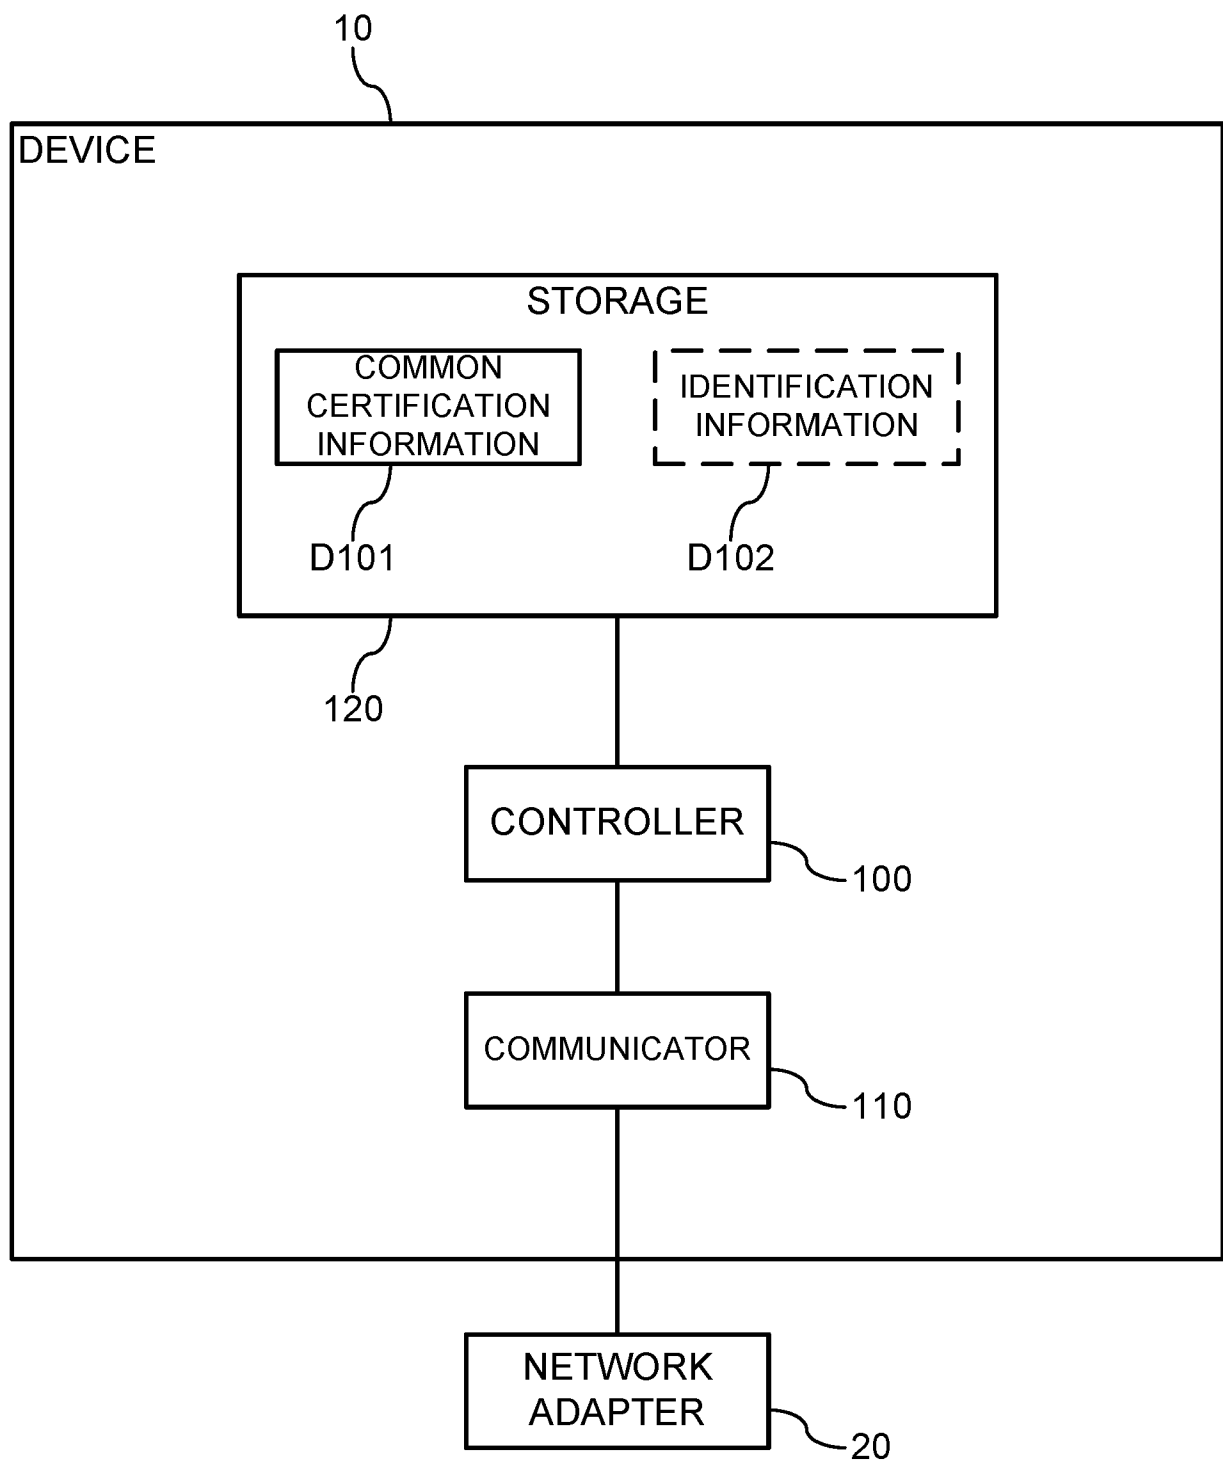 10
DEVICE
STORAGE
COMMON
CERTIFICATION
INFORMATION
IDENTIFICATION
INFORMATION
D101
D102
120
CONTROLLER
100
COMMUNICATOR
110
NETWORK
ADAPTER
20